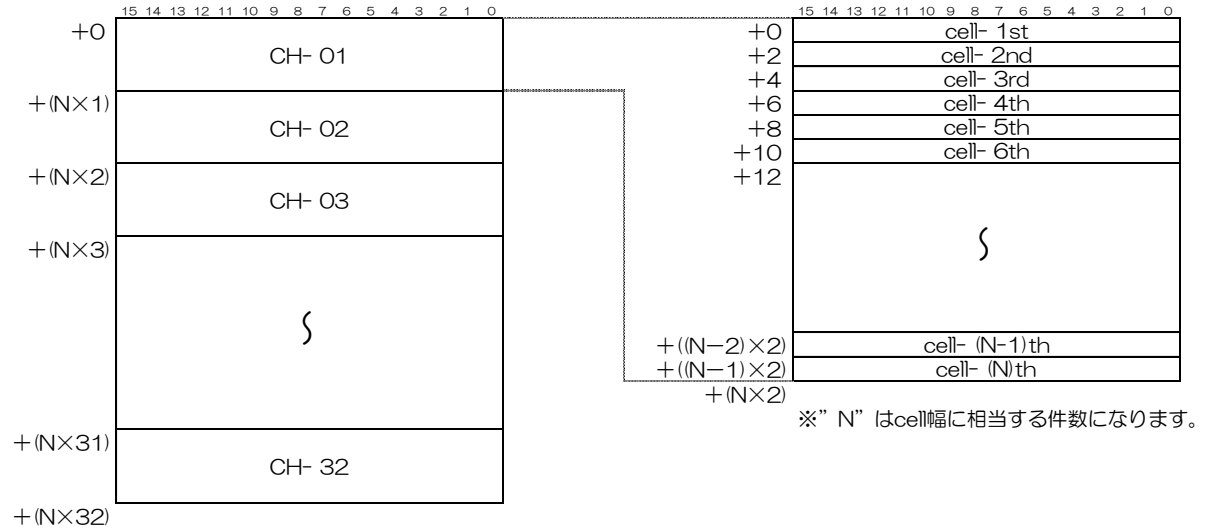 15 14 13 12 11 10 9 8 7 6 5 4 3 2 1 0
+0
CH- 01
+(N×1)
CH- 02
+(N×2)
CH- 03
+(N×3)
∫
+(N×31)
CH- 32
+(N×32)
15 14 13 12 11 10 9 8 7 6 5 4 3 2 1 0
+0 cell- 1st
+2 cell- 2nd
+4 cell- 3rd
+6 cell- 4th
+8 cell- 5th
+10 cell- 6th
+12
∫
+((N-2)×2) cell- (N-1)th
+((N-1)×2) cell- (N)th
+(N×2)
※”N”はcell幅に相当する件数になります。